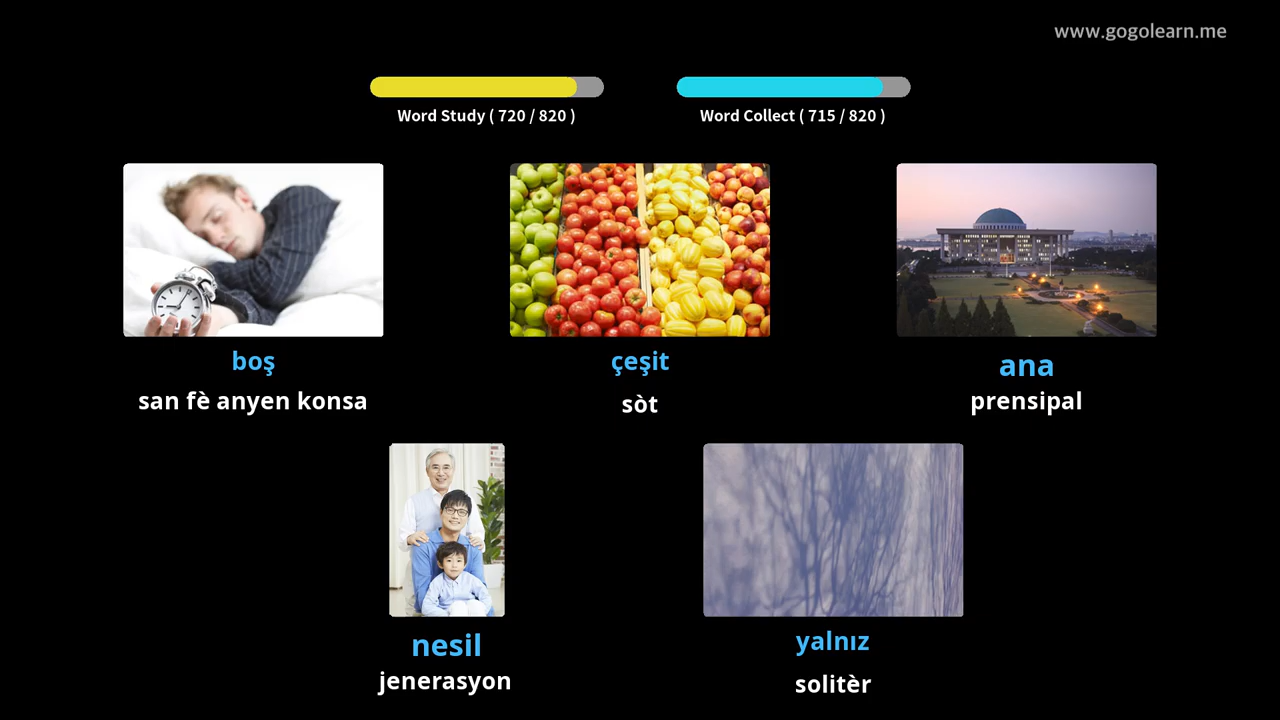 www.gogolearn.me
Word Study ( 720 / 820 )
Word Collect ( 715 / 820 )
boş
san fè anyen konsa
çeşit
sòt
ana
prensipal
nesil
jenerasyon
yalnız
solitèr